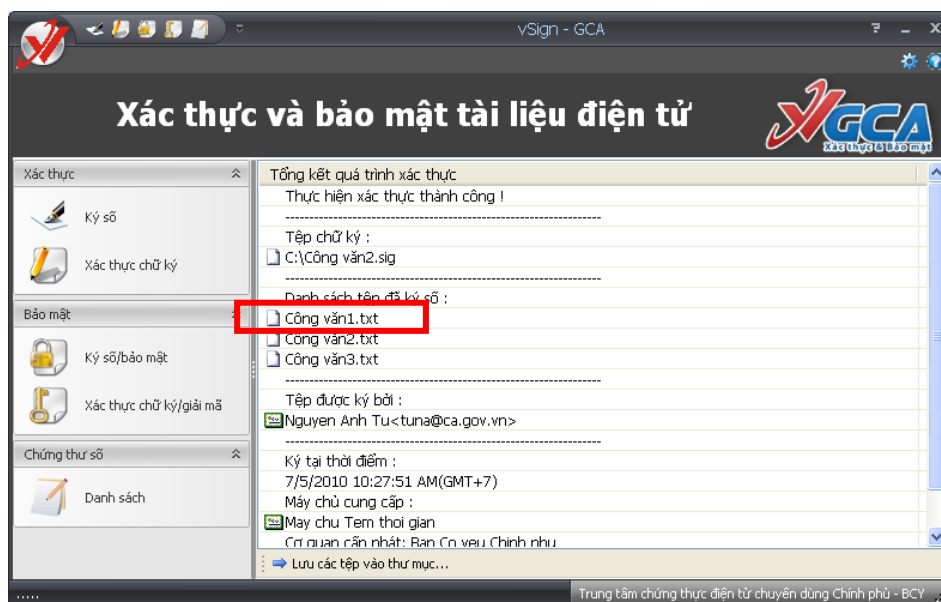 vSign - GCA
Xác thực và bảo mật tài liệu điện tử
GCA
Xác thực & Bảo mật
Xác thực
Ký số
Xác thực chữ ký
Bảo mật
Ký số/bảo mật
Xác thực chữ ký/giải mã
Chứng thư số
Danh sách
Tổng kết quá trình xác thực
Thực hiện xác thực thành công !
-----------------------------------------------------------------
Tệp chữ ký :
C:\Công văn2.sig
-----------------------------------------------------------------
Danh sách tên đã ký số :
Công văn1.txt
Công văn2.txt
Công văn3.txt
-----------------------------------------------------------------
Tệp được ký bởi :
Nguyen Anh Tu<tuna@ca.gov.vn>
-----------------------------------------------------------------
Ký tại thời điểm :
7/5/2010 10:27:51 AM(GMT+7)
Máy chủ cung cấp :
May chu Tem thoi gian
Cơ quan cấp phát: Ban Co yeu Chinh phu
Lưu các tệp vào thư mục...
.....
Trung tâm chứng thực điện tử chuyên dùng Chính phủ - BCY